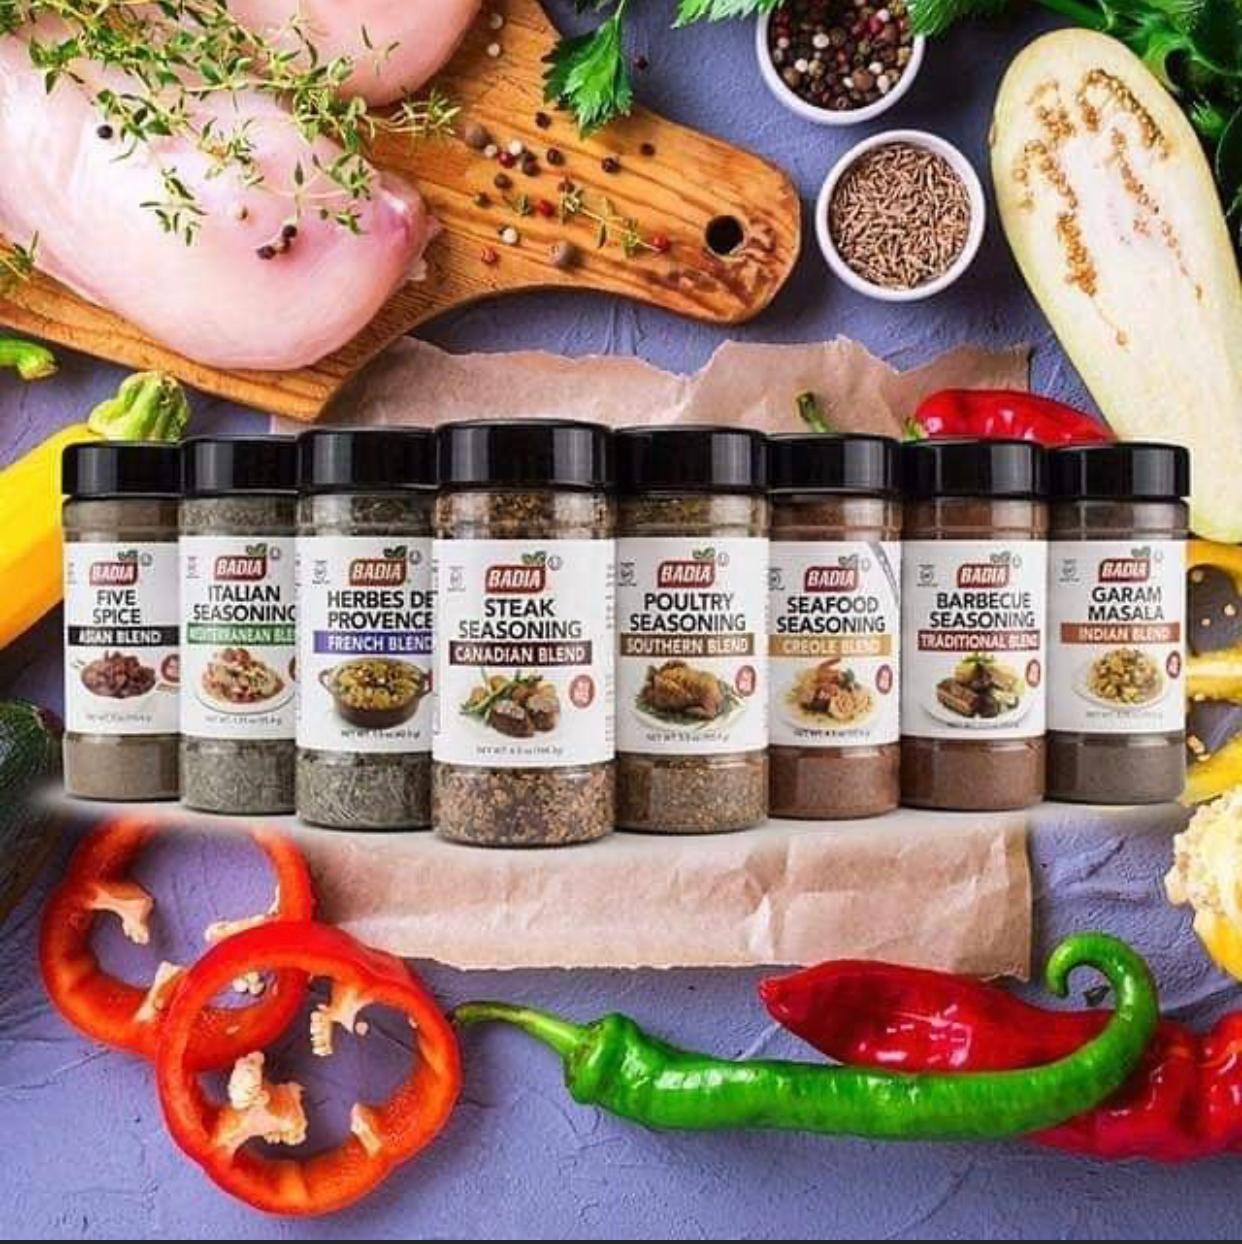 BADIA
FIVE
SPICE
ASIAN BLEND
BADIA
ITALIAN
SEASONING
MEDITERRANEAN BLE
BADIA
HERBES DE
PROVENCE
FRENCH BLEND
BADIA
STEAK
SEASONING
CANADIAN BLEND
BADIA
POULTRY
SEASONING
SOUTHERN BLEND
BADIA
SEAFOOD
SEASONING
CREOLE BLEND
BADIA
BARBECUE
SEASONING
TRADITIONAL BLEND
BADIA
GARAM
MASALA
INDIAN BLEND